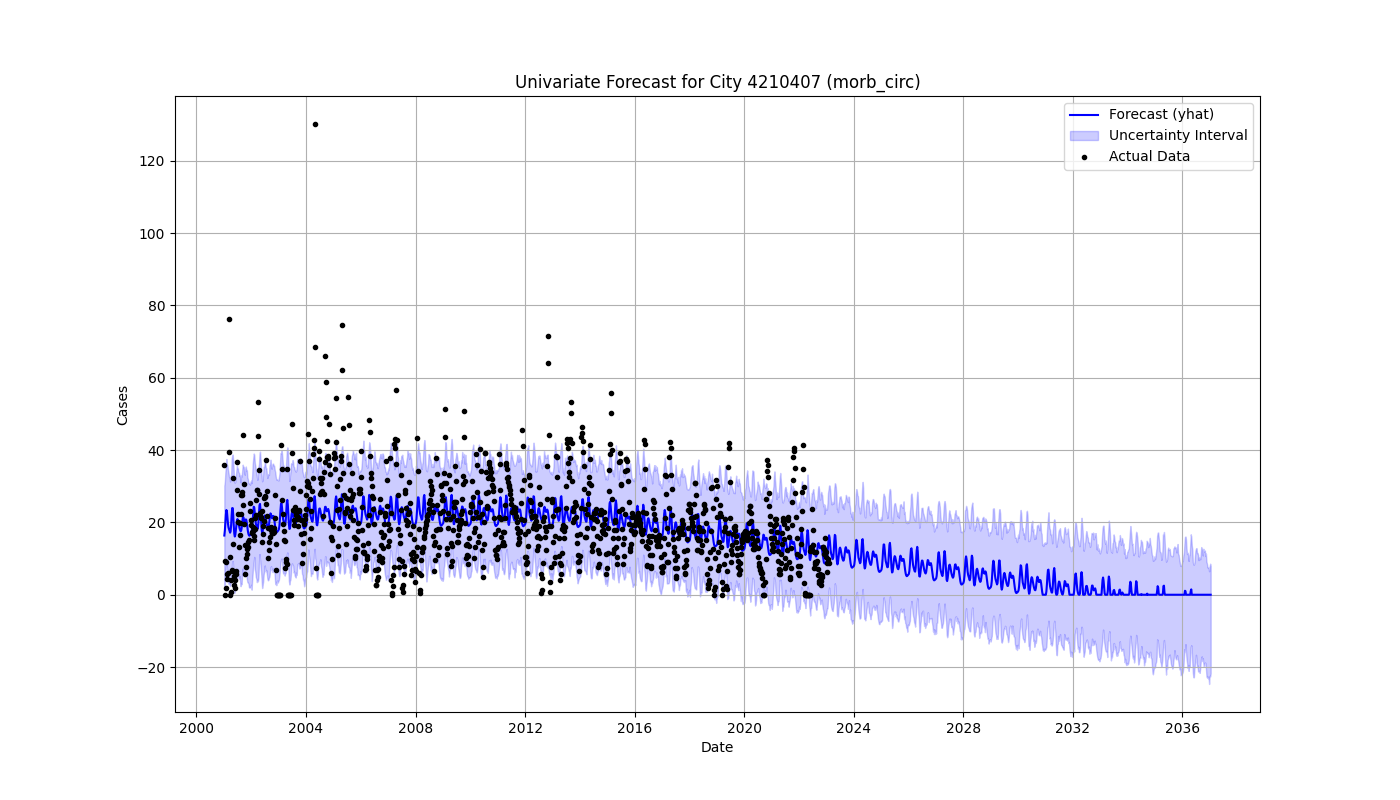 Univariate Forecast for City 4210407 (morb_circ)
Forecast (yhat)
Uncertainty Interval
Actual Data
120
100
80
60
40
20
0
−20
Cases
2000 2004 2008 2012 2016 2020 2024 2028 2032 2036
Date